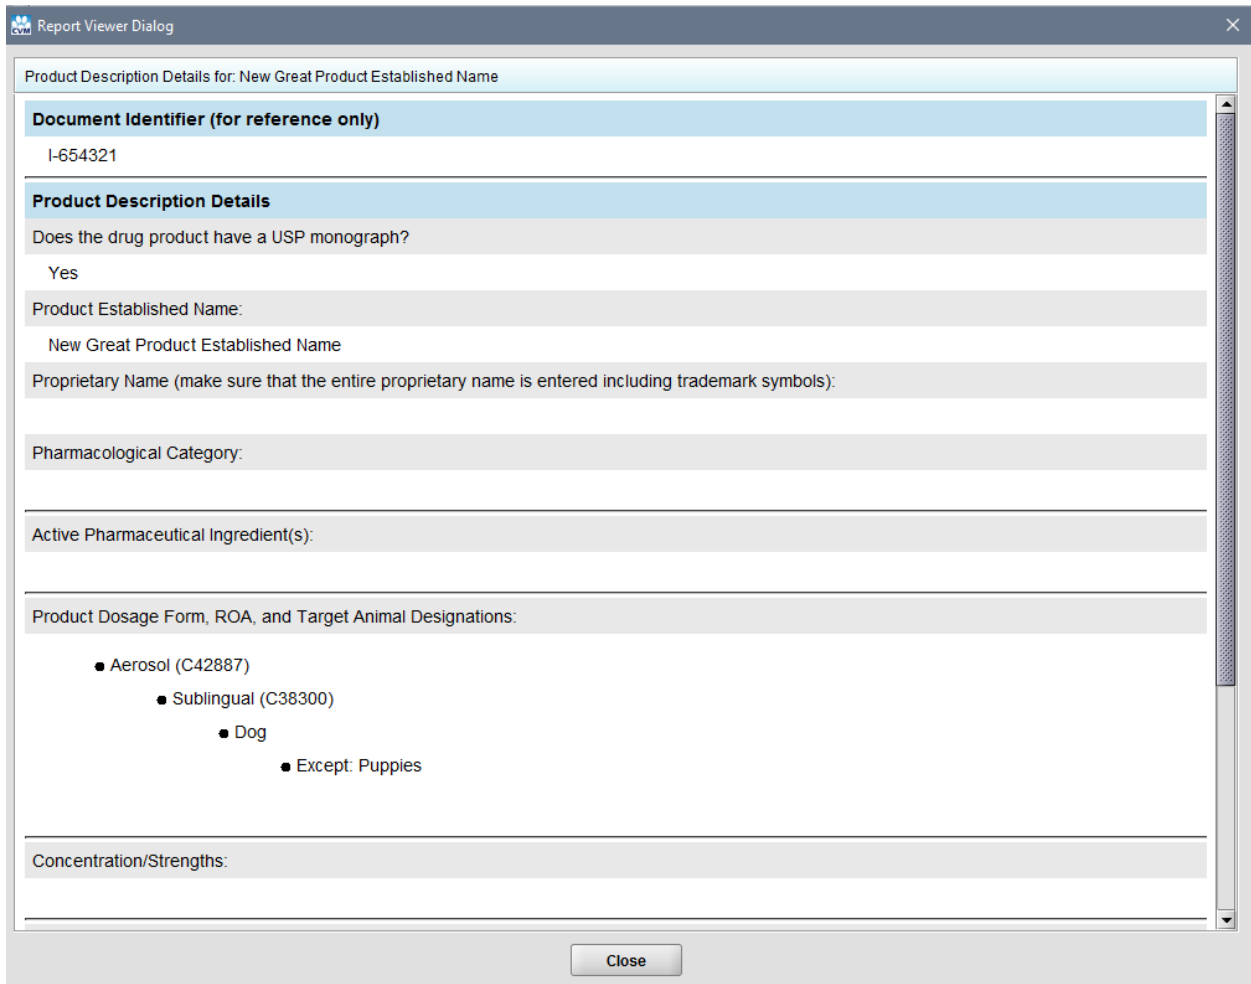 CVM Report Viewer Dialog
Product Description Details for: New Great Product Established Name
Document Identifier (for reference only)
I-654321
Product Description Details
Does the drug product have a USP monograph?
Yes
Product Established Name:
New Great Product Established Name
Proprietary Name (make sure that the entire proprietary name is entered including trademark symbols):
Pharmacological Category:
Active Pharmaceutical Ingredient(s):
Product Dosage Form, ROA, and Target Animal Designations:
Aerosol (C42887)
Sublingual (C38300)
Dog
Except: Puppies
Concentration/Strengths:
Close